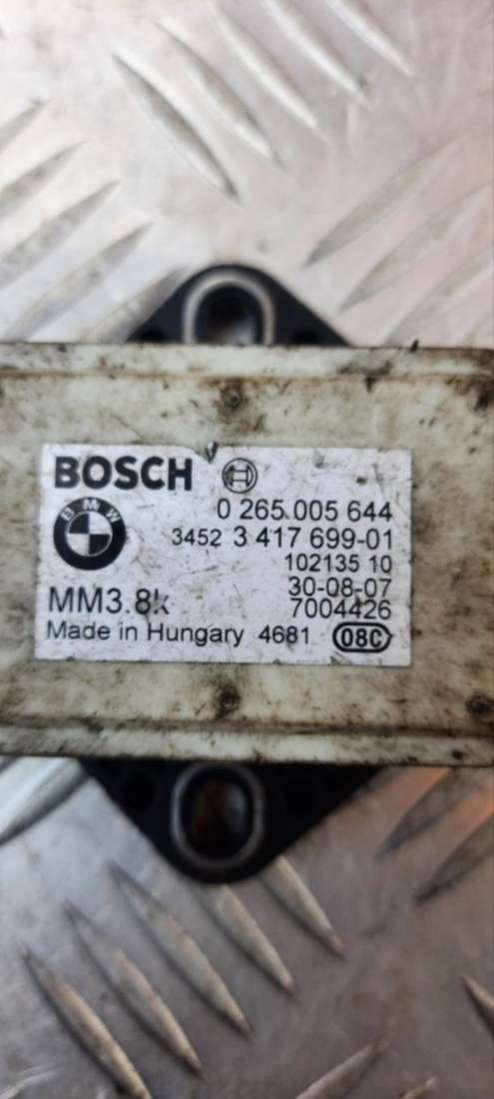 BOSCH
0 265 005 644
BMW
3452 3 417 699-01
102135 10
30-08-07
MM3.8k
7004426
Made in Hungary 4681 08C